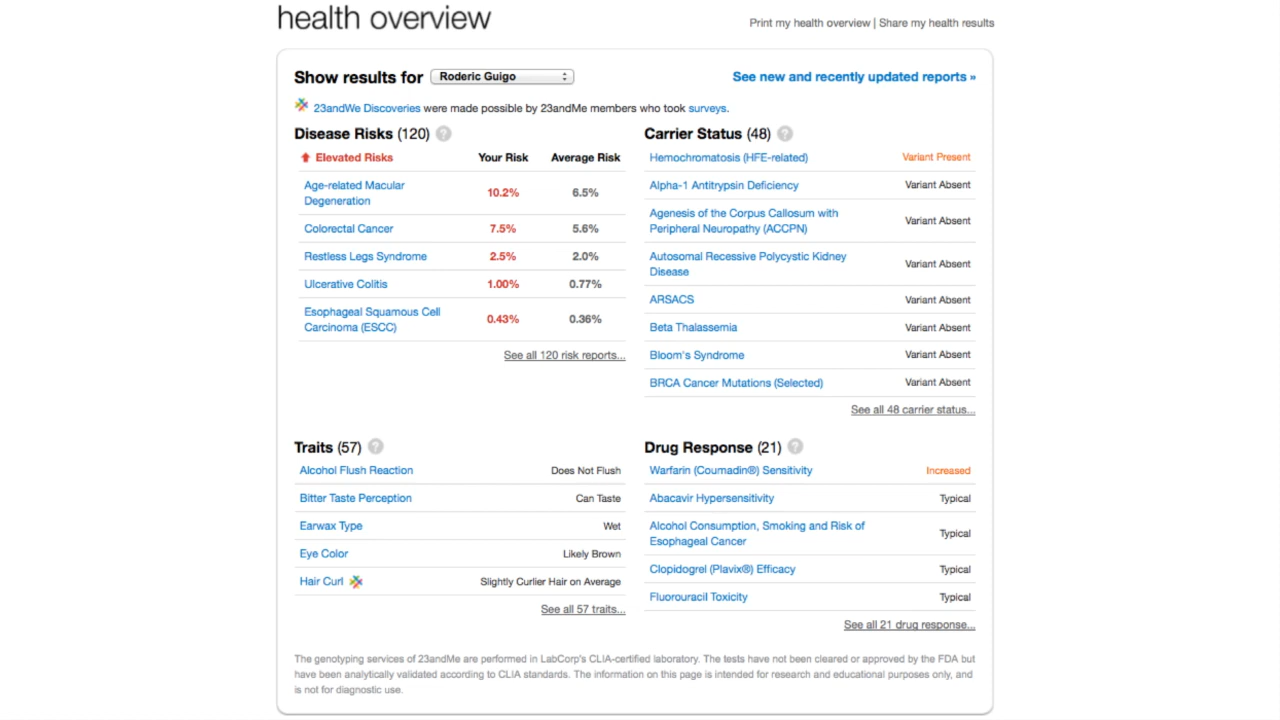 health overview
Print my health overview | Share my health results
Show results for Roderic Guigo
See new and recently updated reports »
23andWe Discoveries were made possible by 23andMe members who took surveys.
Disease Risks (120) ?
Elevated Risks Your Risk Average Risk
Age-related Macular
Degeneration
10.2% 6.5%
Colorectal Cancer 7.5% 5.6%
Restless Legs Syndrome 2.5% 2.0%
Ulcerative Colitis 1.00% 0.77%
Esophageal Squamous Cell
Carcinoma (ESCC)
0.43% 0.36%
See all 120 risk reports...
Carrier Status (48) ?
Hemochromatosis (HFE-related) Variant Present
Alpha-1 Antitrypsin Deficiency Variant Absent
Agenesis of the Corpus Callosum with
Peripheral Neuropathy (ACCPN)
Variant Absent
Autosomal Recessive Polycystic Kidney
Disease
Variant Absent
ARSACS Variant Absent
Beta Thalassemia Variant Absent
Bloom's Syndrome Variant Absent
BRCA Cancer Mutations (Selected) Variant Absent
See all 48 carrier status...
Traits (57) ?
Alcohol Flush Reaction Does Not Flush
Bitter Taste Perception Can Taste
Earwax Type Wet
Eye Color Likely Brown
Hair Curl Slightly Curlier Hair on Average
See all 57 traits...
Drug Response (21) ?
Warfarin (Coumadin®) Sensitivity Increased
Abacavir Hypersensitivity Typical
Alcohol Consumption, Smoking and Risk of
Esophageal Cancer
Typical
Clopidogrel (Plavix®) Efficacy Typical
Fluorouracil Toxicity Typical
See all 21 drug response...
The genotyping services of 23andMe are performed in LabCorp's CLIA-certified laboratory. The tests have not been cleared or approved by the FDA but
have been analytically validated according to CLIA standards. The information on this page is intended for research and educational purposes only, and
is not for diagnostic use.